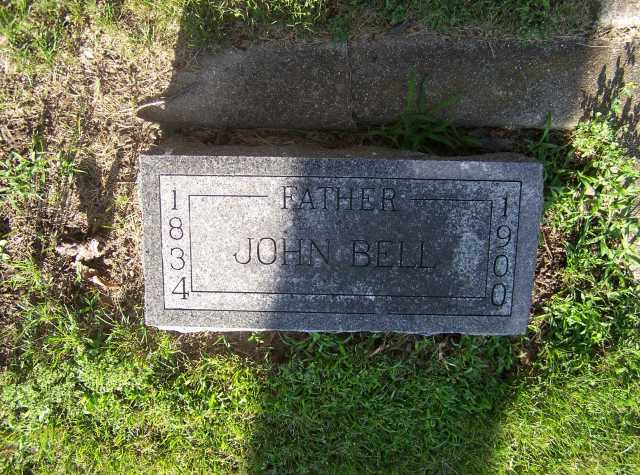 FATHER
JOHN BELL
1834
1900